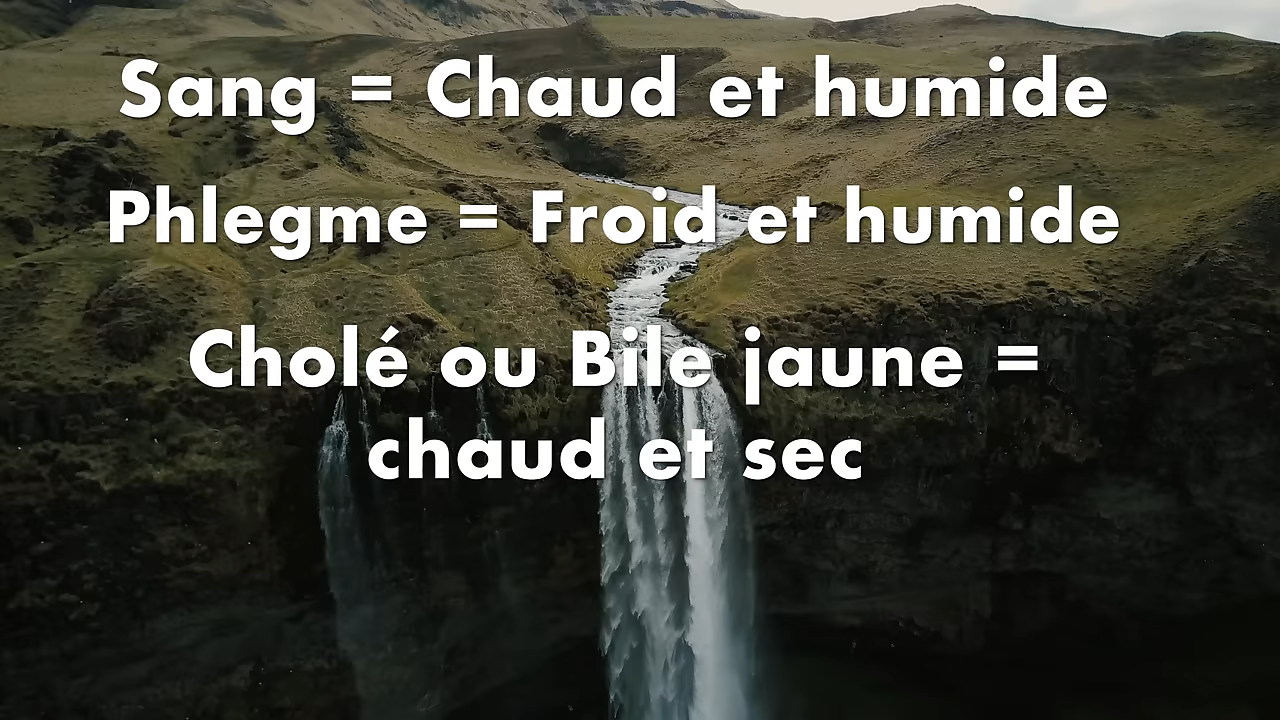 Sang = Chaud et humide
Phlegme = Froid et humide
Cholé ou Bile jaune =
chaud et sec